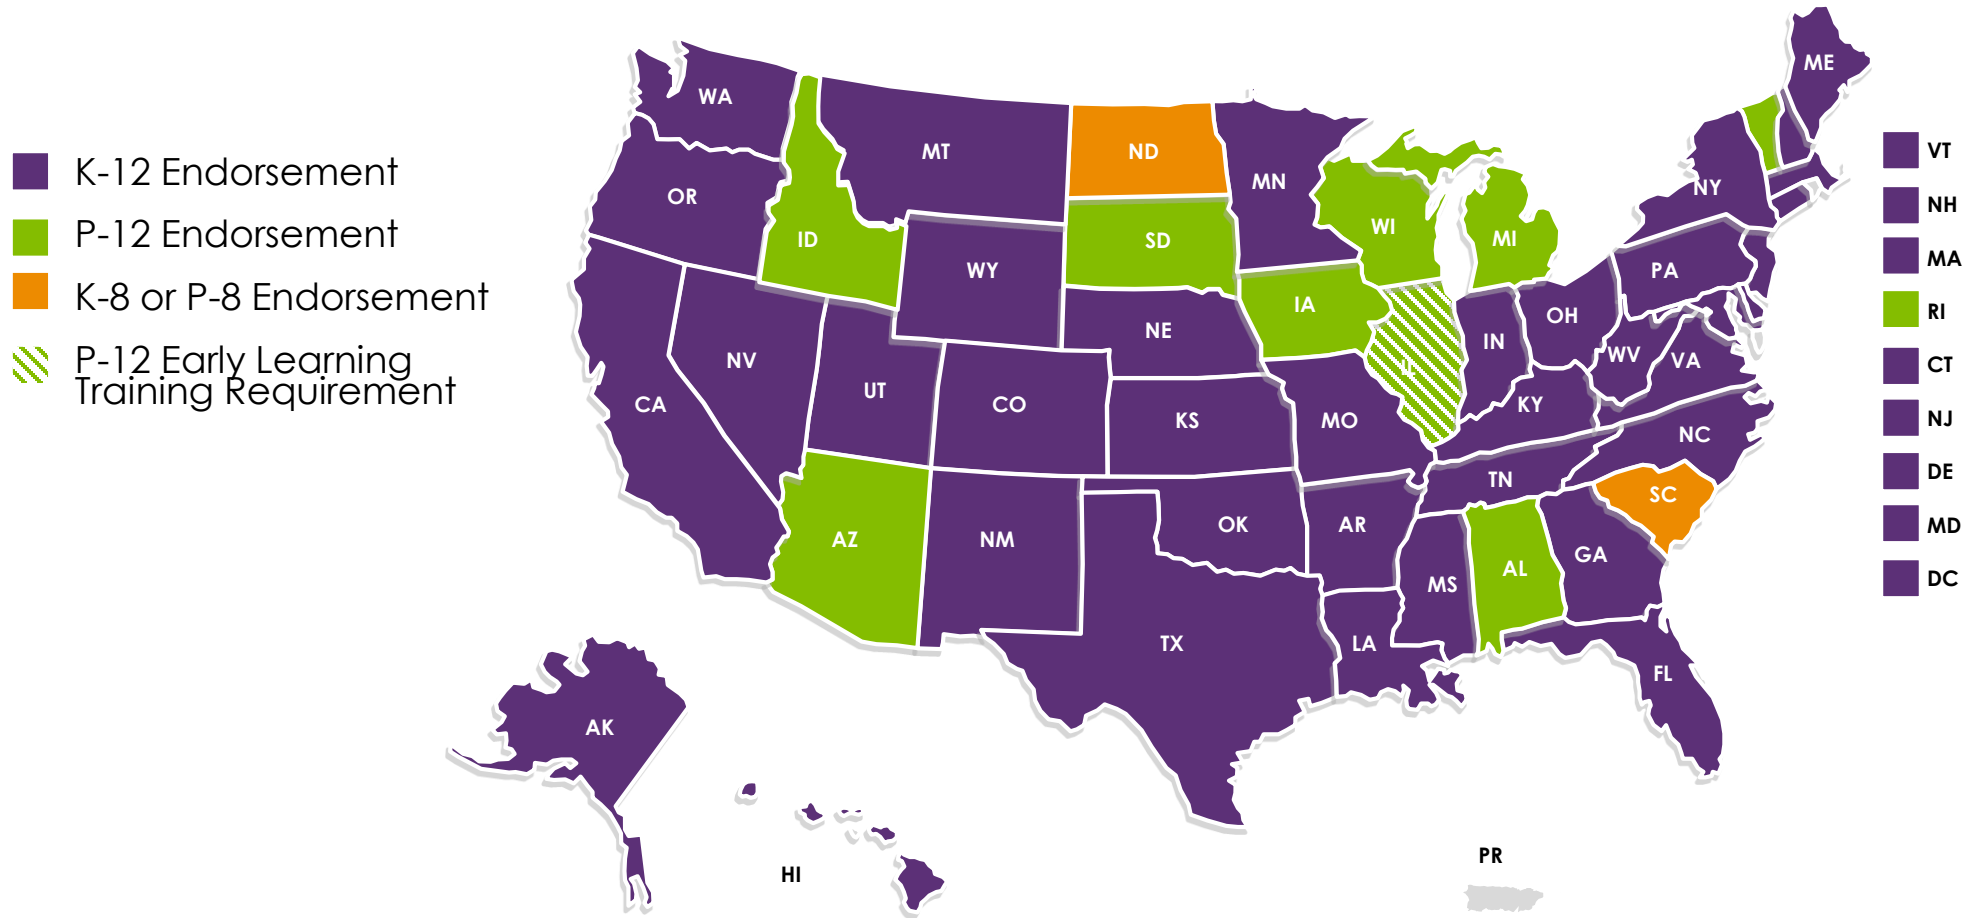 K-12 Endorsement
P-12 Endorsement
K-8 or P-8 Endorsement
P-12 Early Learning
Training Requirement
ME
WA
MT
ND
MN
OR
NY
ID
SD
WI
MI
WY
PA
IA
NE
OH
IN
NV
WV
VA
IL
UT
CA
CO
KS
MO
KY
NC
TN
SC
AZ
NM
OK
AR
GA
MS
AL
TX
LA
FL
AK
HI
PR
VT
NH
MA
RI
CT
NJ
DE
MD
DC